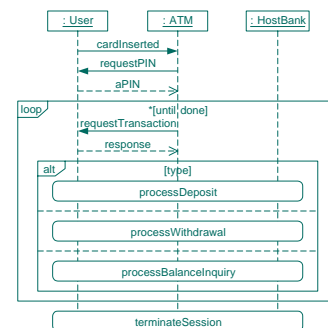 : User
: ATM
: HostBank
cardInserted
requestPIN
aPIN
loop
*[until done]
requestTransaction
response
alt
[type]
processDeposit
processWithdrawal
processBalanceInquiry
terminateSession